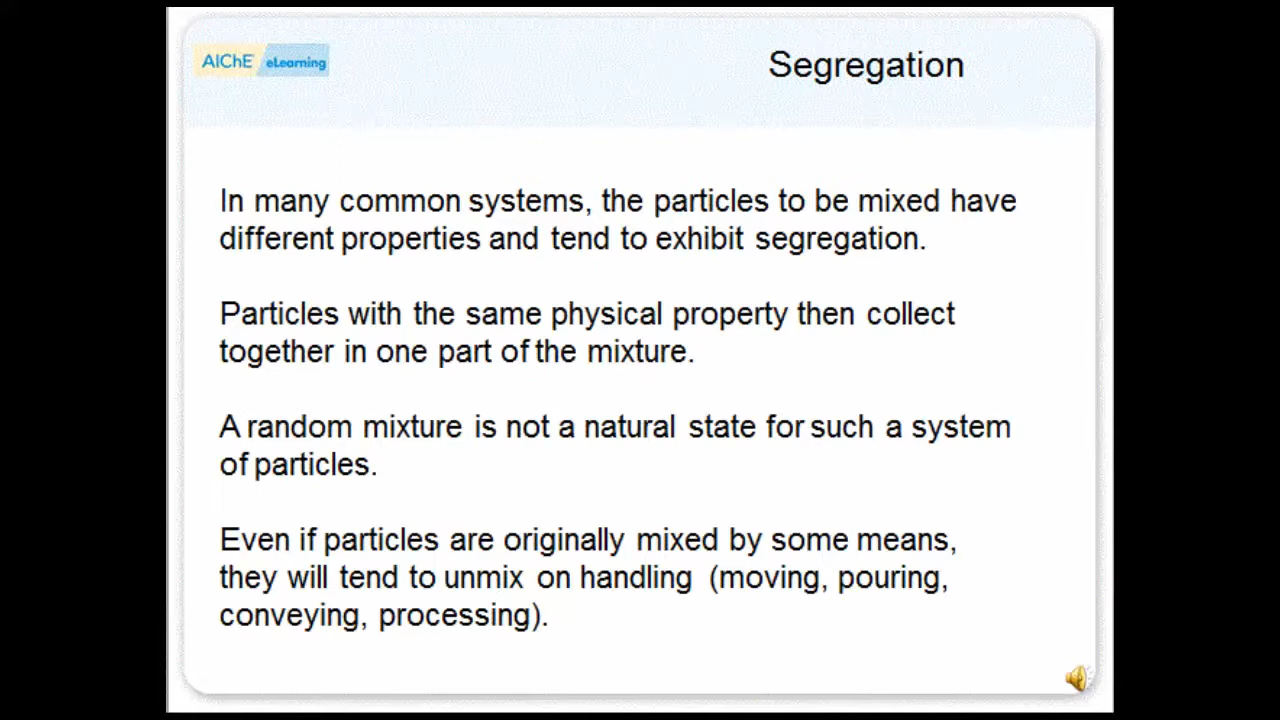 AIChE eLearning
Segregation
In many common systems, the particles to be mixed have
different properties and tend to exhibit segregation.
Particles with the same physical property then collect
together in one part of the mixture.
A random mixture is not a natural state for such a system
of particles.
Even if particles are originally mixed by some means,
they will tend to unmix on handling (moving, pouring,
conveying, processing).